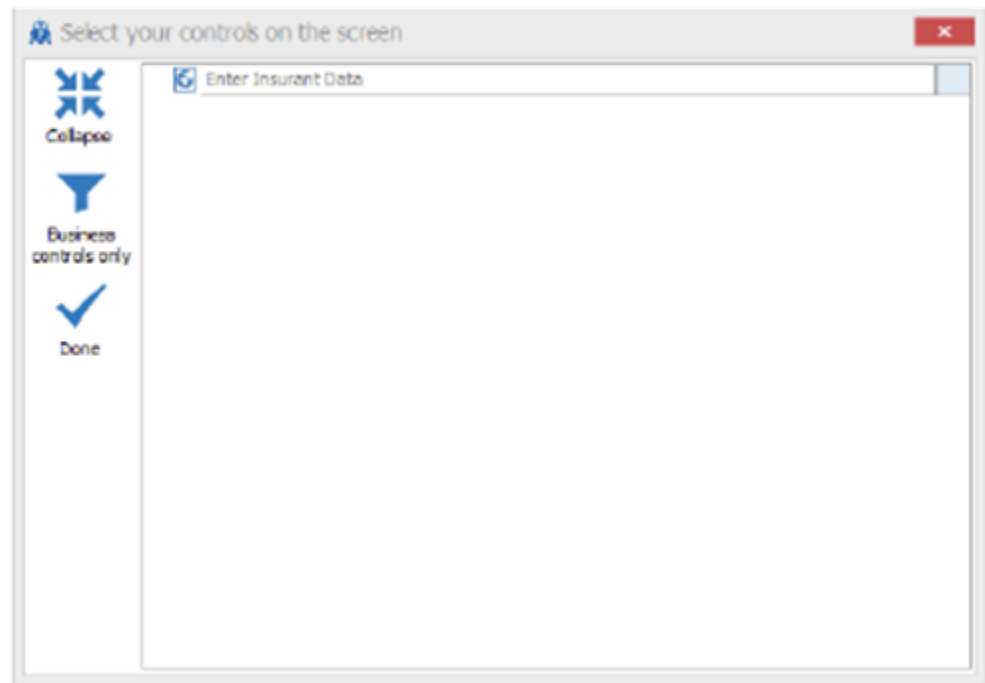 Select your controls on the screen
Enter Insurant Data
Collapse
Business
controls only
Done